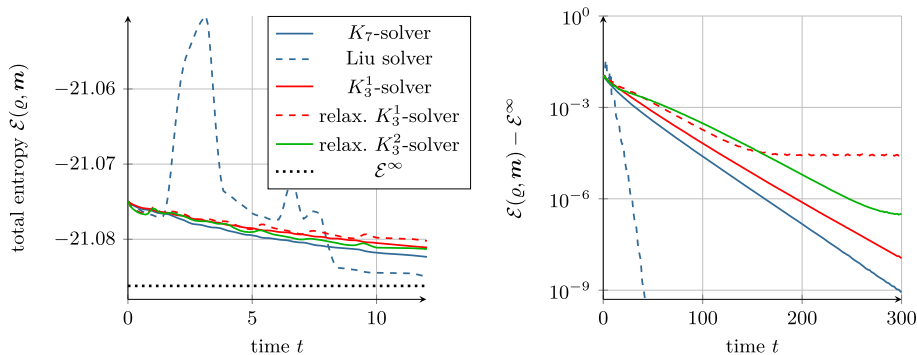 total entropy ℰ(ϱ, m)
−21.06
−21.07
−21.08
0
5
10
time t
K₇-solver
Liu solver
K₃¹-solver
relax. K₃¹-solver
relax. K₃²-solver
ℰ^∞
ℰ(ϱ, m) − ℰ^∞
10⁰
10⁻³
10⁻⁶
10⁻⁹
0
100
200
300
time t